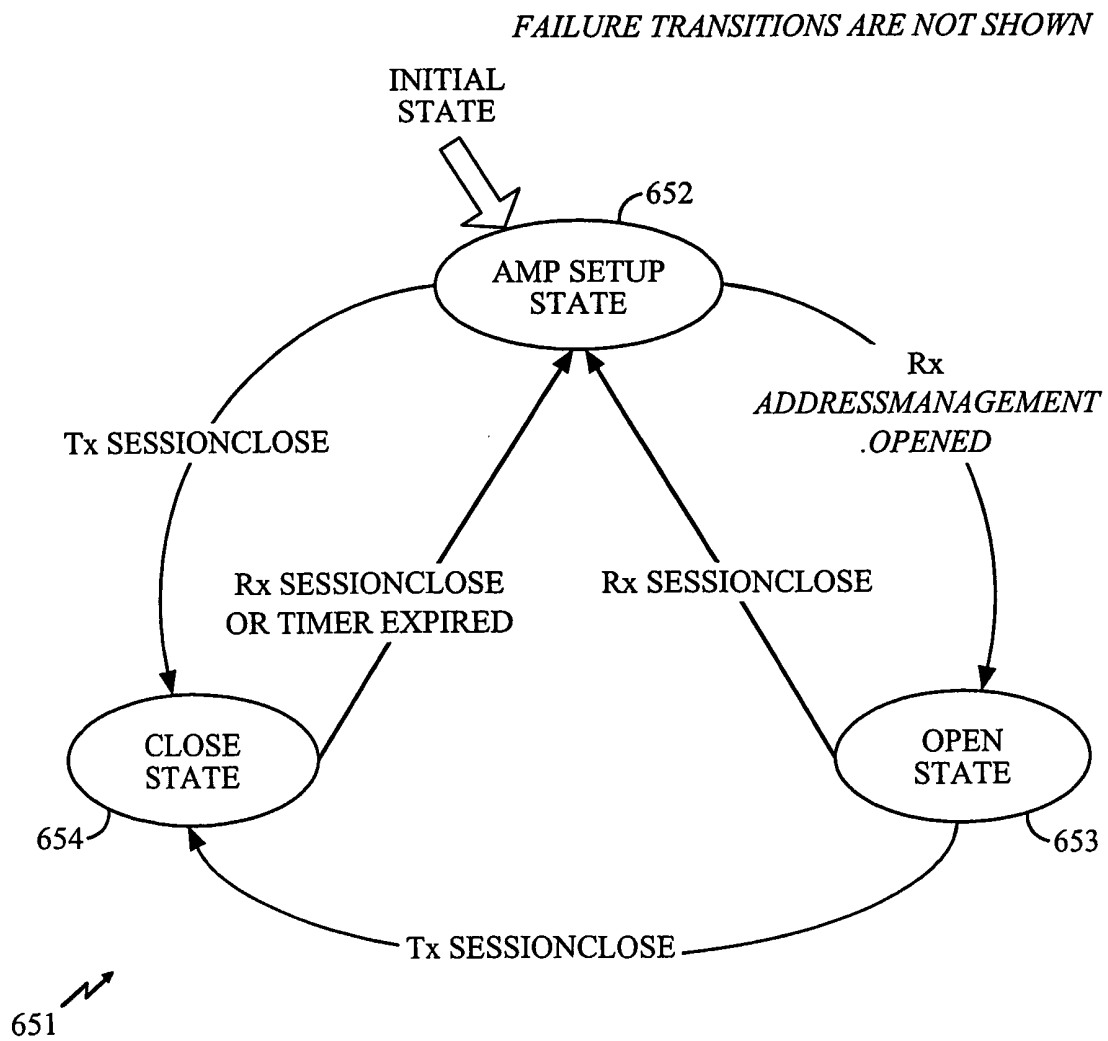 FAILURE TRANSITIONS ARE NOT SHOWN
INITIAL
STATE
652
AMP SETUP
STATE
Rx
ADDRESSMANAGEMENT
.OPENED
Tx SESSIONCLOSE
Rx SESSIONCLOSE
OR TIMER EXPIRED
Rx SESSIONCLOSE
CLOSE
STATE
OPEN
STATE
654
653
Tx SESSIONCLOSE
651